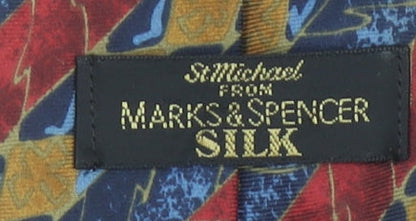 St Michael
FROM
MARKS & SPENCER
SILK